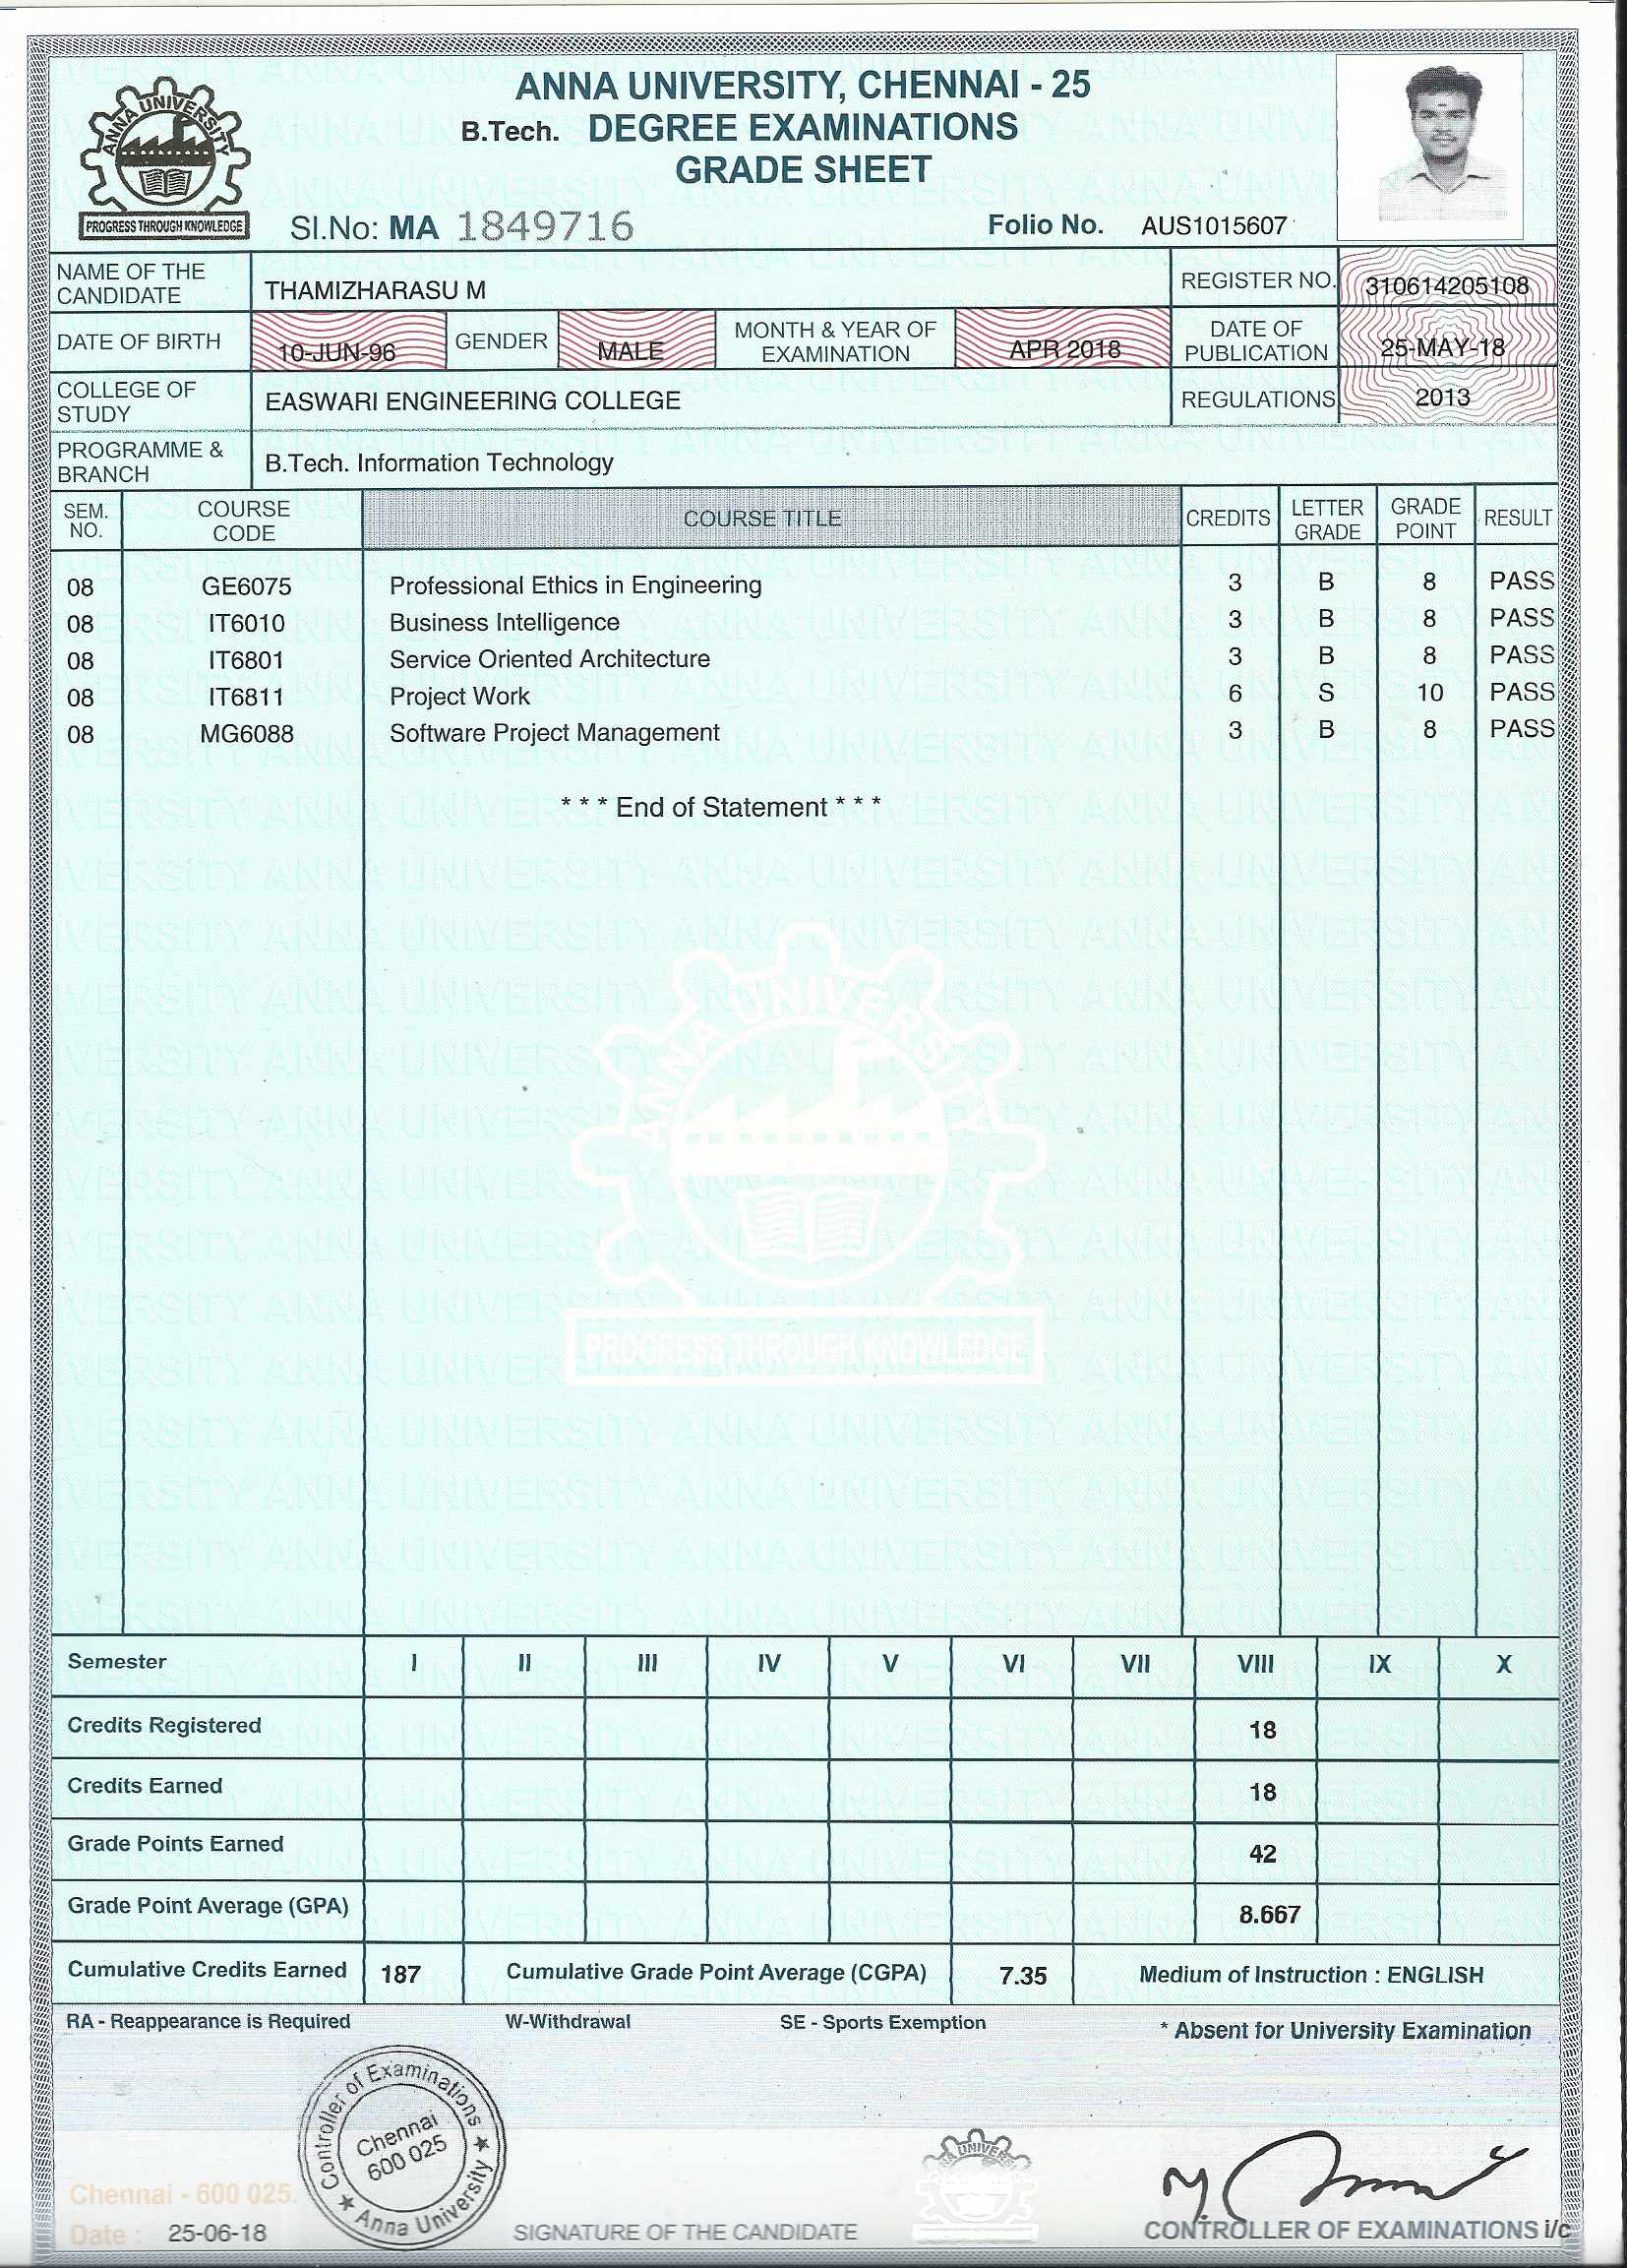 ANNA UNIVERSITY, CHENNAI - 25
B.Tech. DEGREE EXAMINATIONS
GRADE SHEET
ANNA UNIVERSITY
PROGRESS THROUGH KNOWLEDGE
Sl.No: MA 1849716 Folio No. AUS1015607
NAME OF THE CANDIDATE THAMIZHARASU M REGISTER NO. 310614205108
DATE OF BIRTH 10-JUN-96 GENDER MALE MONTH & YEAR OF EXAMINATION APR 2018 DATE OF PUBLICATION 25-MAY-18
COLLEGE OF STUDY EASWARI ENGINEERING COLLEGE REGULATIONS 2013
PROGRAMME & BRANCH B.Tech. Information Technology
SEM. NO. COURSE CODE COURSE TITLE CREDITS LETTER GRADE GRADE POINT RESULT
08 GE6075 Professional Ethics in Engineering 3 B 8 PASS
08 IT6010 Business Intelligence 3 B 8 PASS
08 IT6801 Service Oriented Architecture 3 B 8 PASS
08 IT6811 Project Work 6 S 10 PASS
08 MG6088 Software Project Management 3 B 8 PASS
* * * End of Statement * * *
ANNA UNIVERSITY
PROGRESS THROUGH KNOWLEDGE
Semester I II III IV V VI VII VIII IX X
Credits Registered 18
Credits Earned 18
Grade Points Earned 42
Grade Point Average (GPA) 8.667
Cumulative Credits Earned 187 Cumulative Grade Point Average (CGPA) 7.35 Medium of Instruction : ENGLISH
RA - Reappearance is Required W-Withdrawal SE - Sports Exemption * Absent for University Examination
Controller of Examinations
Chennai
600 025
Anna University
Chennai - 600 025.
Date : 25-06-18 SIGNATURE OF THE CANDIDATE CONTROLLER OF EXAMINATIONS i/c